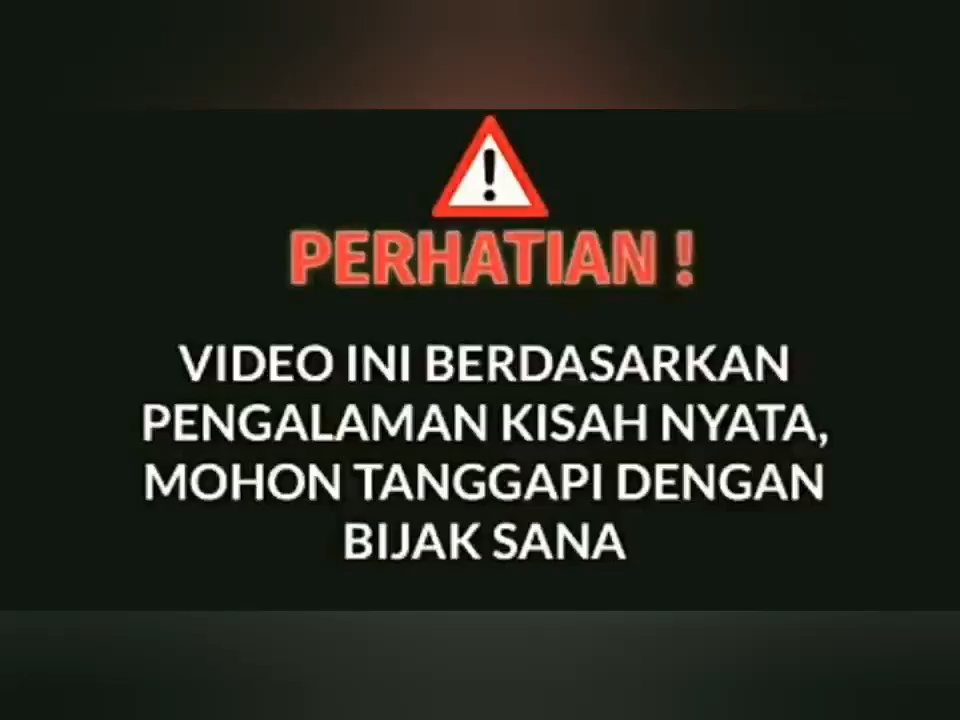 PERHATIAN !
VIDEO INI BERDASARKAN
PENGALAMAN KISAH NYATA,
MOHON TANGGAPI DENGAN
BIJAK SANA